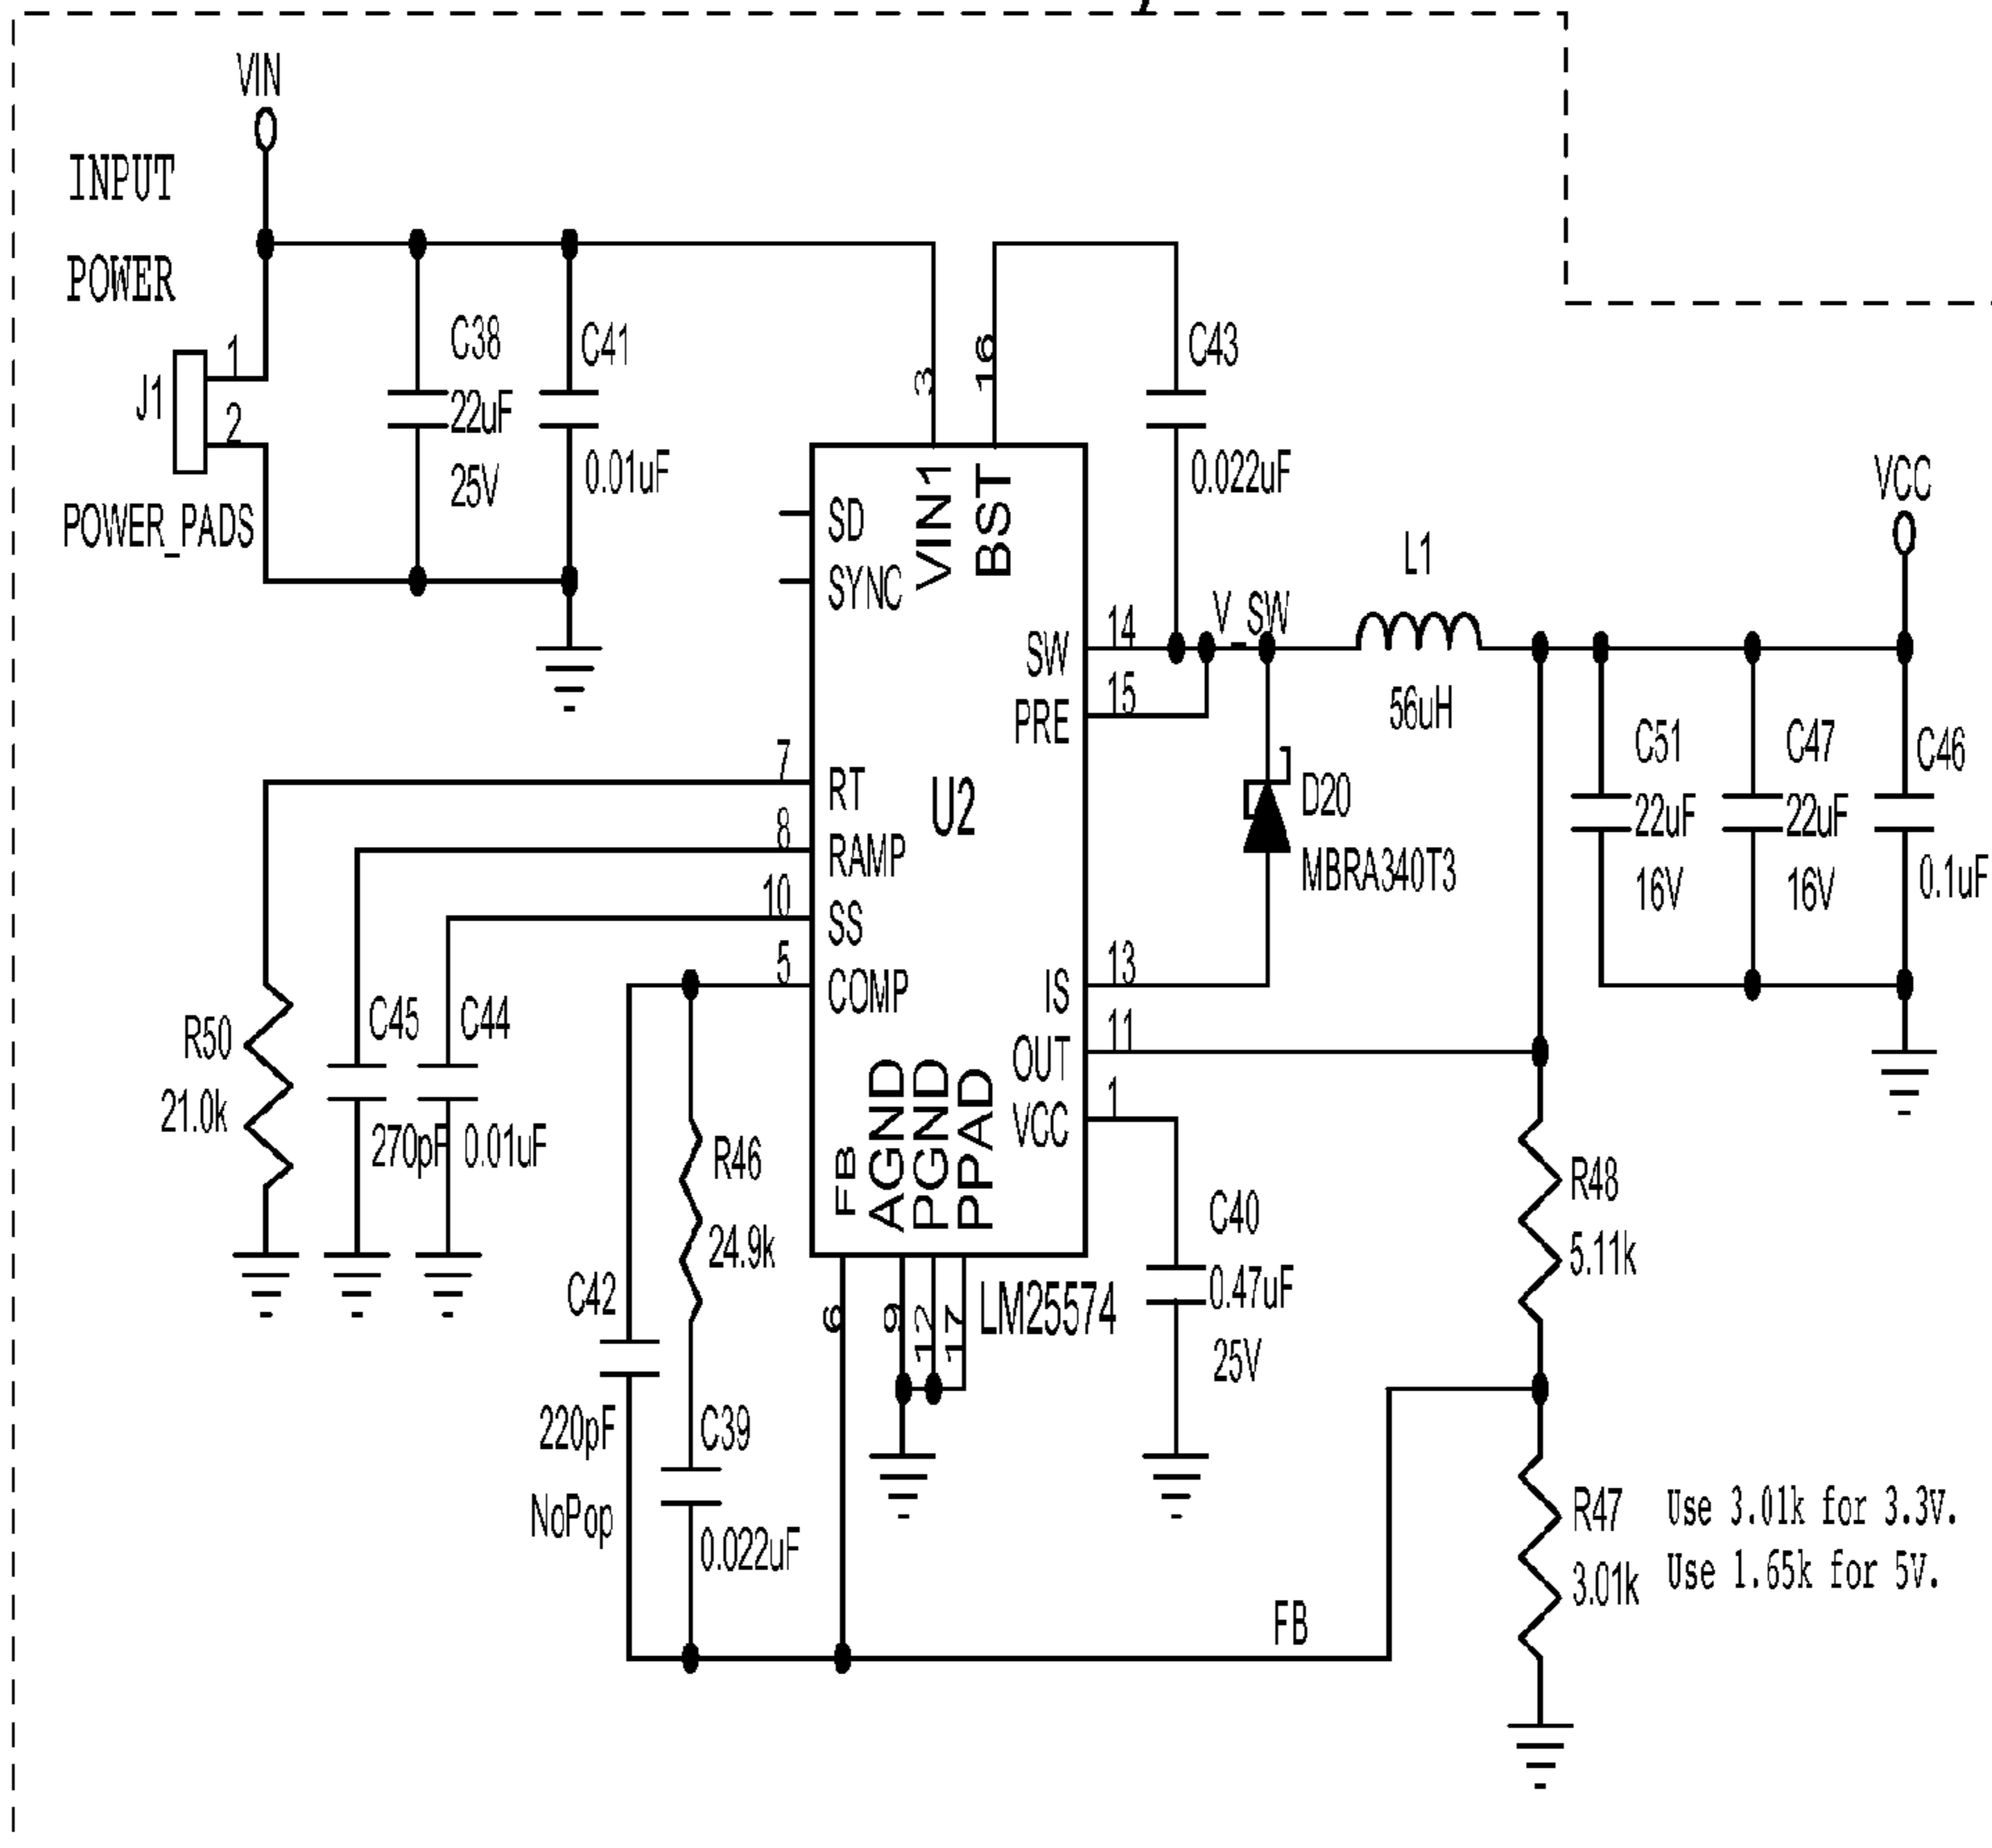 VIN
INPUT
POWER
J1
1
2
POWER_PADS
C38
22uF
25V
C41
0.01uF
3
16
C43
0.022uF
VIN1
BST
SD
SYNC
SW
14
PRE
15
V_SW
L1
56uH
VCC
C51
22uF
16V
C47
22uF
16V
C46
0.1uF
D20
MBRA340T3
U2
7
RT
8
RAMP
10
SS
5
COMP
IS
13
OUT
11
VCC
1
R50
21.0k
C45
270pF
C44
0.01uF
R46
24.9k
C42
220pF
NoPop
C39
0.022uF
FB
AGND
PGND
PPAD
6
9
12
17
LM25574
C40
0.47uF
25V
R48
5.11k
R47
3.01k
Use 3.01k for 3.3V.
Use 1.65k for 5V.
FB